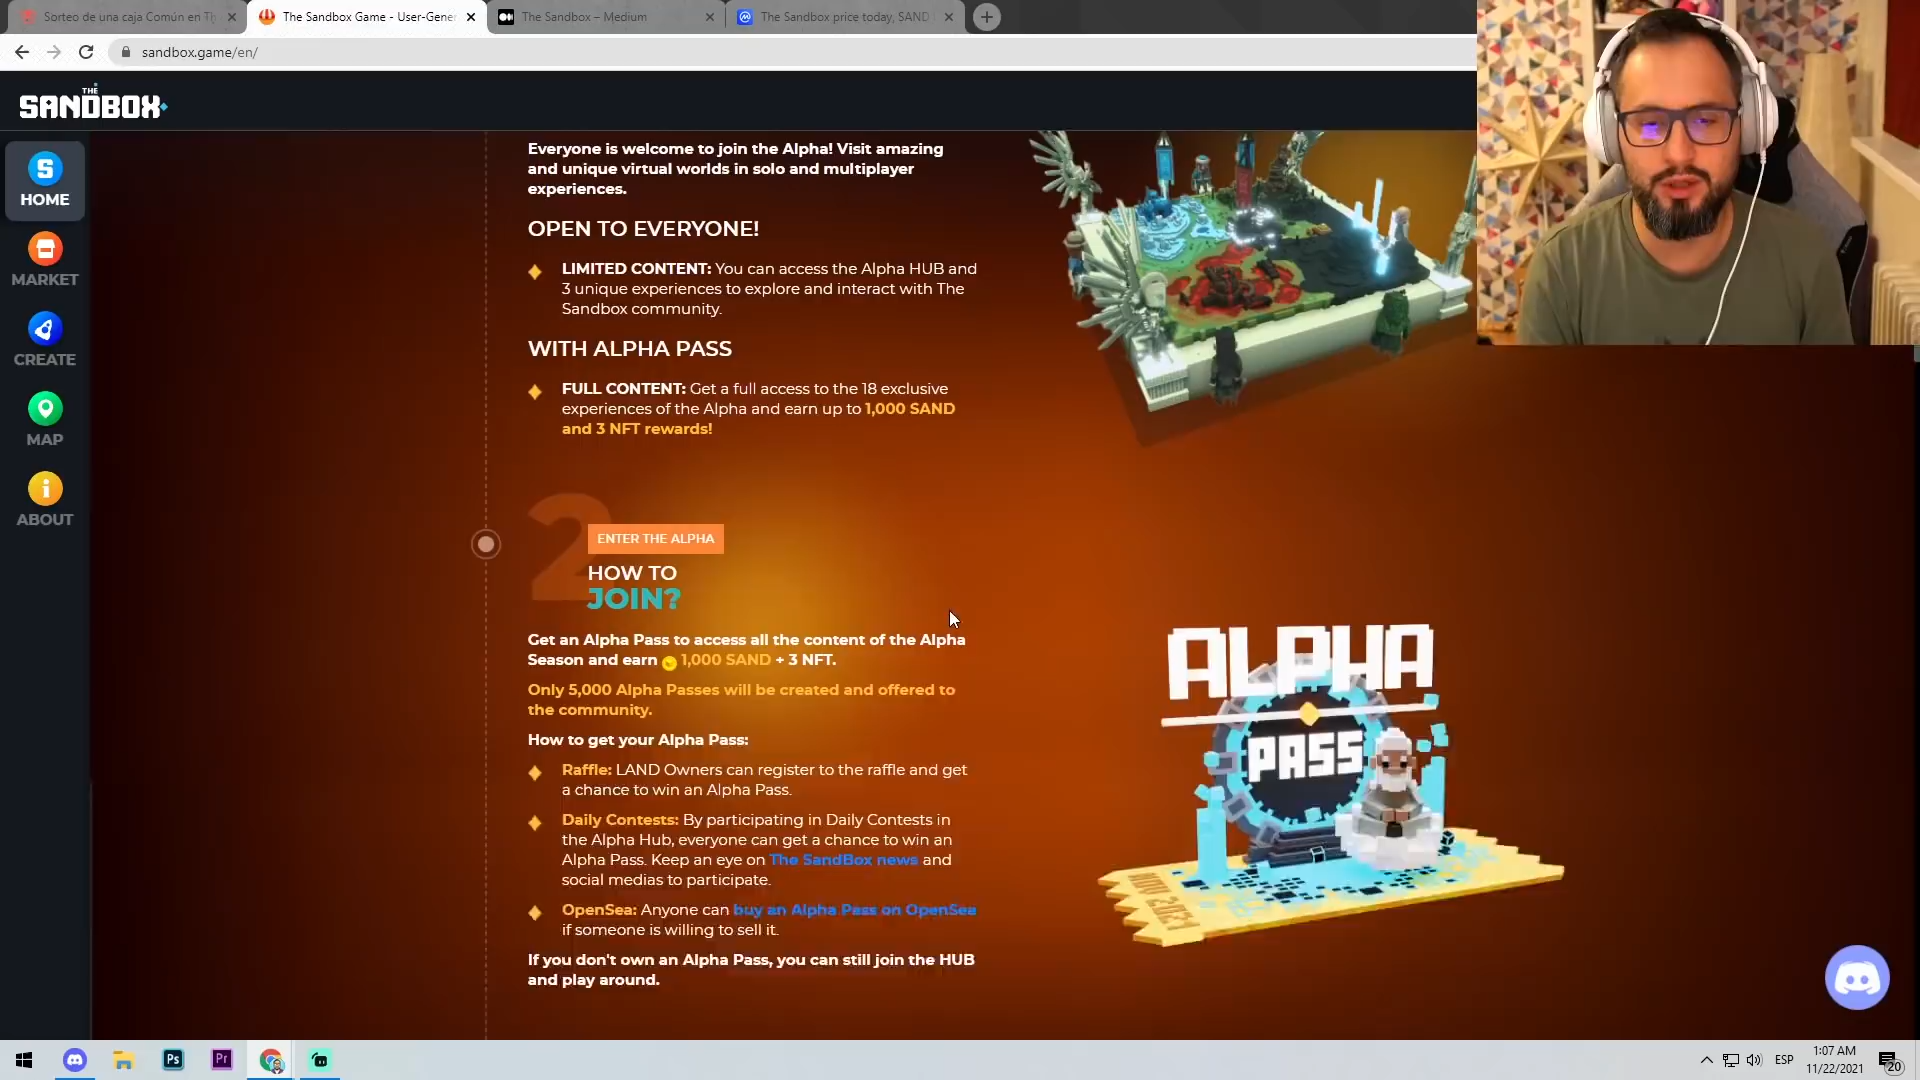 Sorteo de una caja Común en Tiv
The Sandbox Game - User-Gener
The Sandbox – Medium
The Sandbox price today, SAND
sandbox.game/en/
THE
SANDBOX
HOME
MARKET
CREATE
MAP
ABOUT
Everyone is welcome to join the Alpha! Visit amazing
and unique virtual worlds in solo and multiplayer
experiences.
OPEN TO EVERYONE!
LIMITED CONTENT: You can access the Alpha HUB and
3 unique experiences to explore and interact with The
Sandbox community.
WITH ALPHA PASS
FULL CONTENT: Get a full access to the 18 exclusive
experiences of the Alpha and earn up to 1,000 SAND
and 3 NFT rewards!
2
ENTER THE ALPHA
HOW TO
JOIN?
Get an Alpha Pass to access all the content of the Alpha
Season and earn 1,000 SAND + 3 NFT.
Only 5,000 Alpha Passes will be created and offered to
the community.
How to get your Alpha Pass:
Raffle: LAND Owners can register to the raffle and get
a chance to win an Alpha Pass.
Daily Contests: By participating in Daily Contests in
the Alpha Hub, everyone can get a chance to win an
Alpha Pass. Keep an eye on The SandBox news and
social medias to participate.
OpenSea: Anyone can buy an Alpha Pass on OpenSea
if someone is willing to sell it.
If you don't own an Alpha Pass, you can still join the HUB
and play around.
ALPHA
PASS
Ps
Pr
ESP
1:07 AM
11/22/2021
20